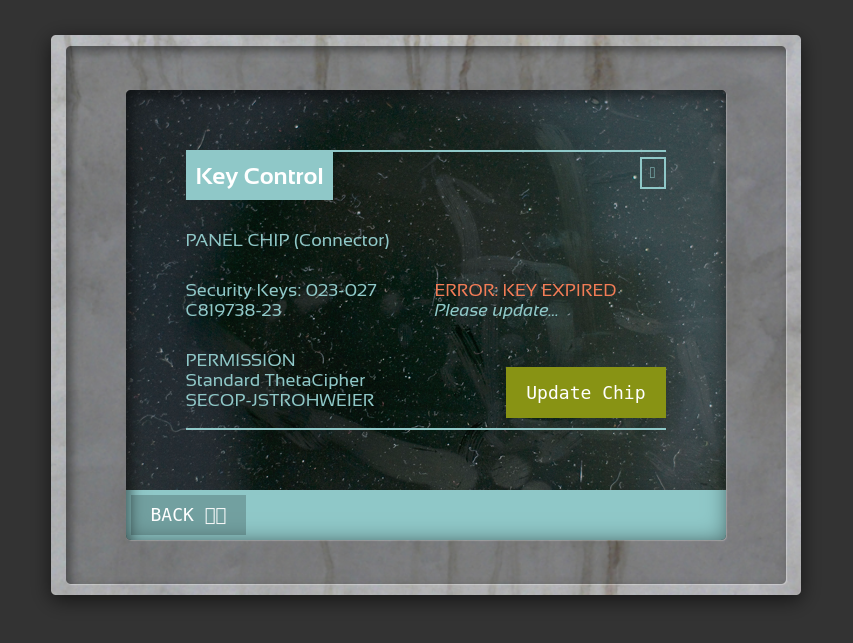 Key Control
PANEL CHIP (Connector)
Security Keys: 023-027
C819738-23
ERROR: KEY EXPIRED
Please update...
PERMISSION
Standard ThetaCipher
SECOP-JSTROHWEIER
Update Chip
BACK